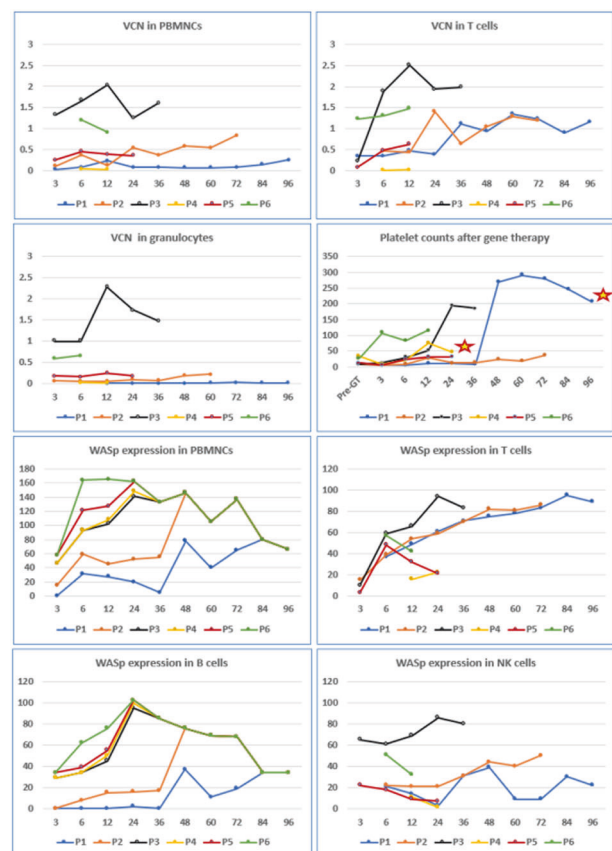 VCN in PBMNCs
3
2.5
2
1.5
1
0.5
0
3 6 12 24 36 48 60 72 84 96
P1 P2 P3 P4 P5 P6
VCN in T cells
3
2.5
2
1.5
1
0.5
0
3 6 12 24 36 48 60 72 84 96
P1 P2 P3 P4 P5 P6
VCN in granulocytes
3
2.5
2
1.5
1
0.5
0
3 6 12 24 36 48 60 72 84 96
P1 P2 P3 P4 P5 P6
Platelet counts after gene therapy
350
300
250
200
150
100
50
0
Pre-GT 3 6 12 24 36 48 60 72 84 96
P1 P2 P3 P4 P5 P6
WASp expression in PBMNCs
180
160
140
120
100
80
60
40
20
0
3 6 12 24 36 48 60 72 84 96
P1 P2 P3 P4 P5 P6
WASp expression in T cells
120
100
80
60
40
20
0
3 6 12 24 36 48 60 72 84 96
P1 P2 P3 P4 P5 P6
WASp expression in B cells
120
100
80
60
40
20
0
3 6 12 24 36 48 60 72 84 96
P1 P2 P3 P4 P5 P6
WASp expression in NK cells
120
100
80
60
40
20
0
3 6 12 24 36 48 60 72 84 96
P1 P2 P3 P4 P5 P6